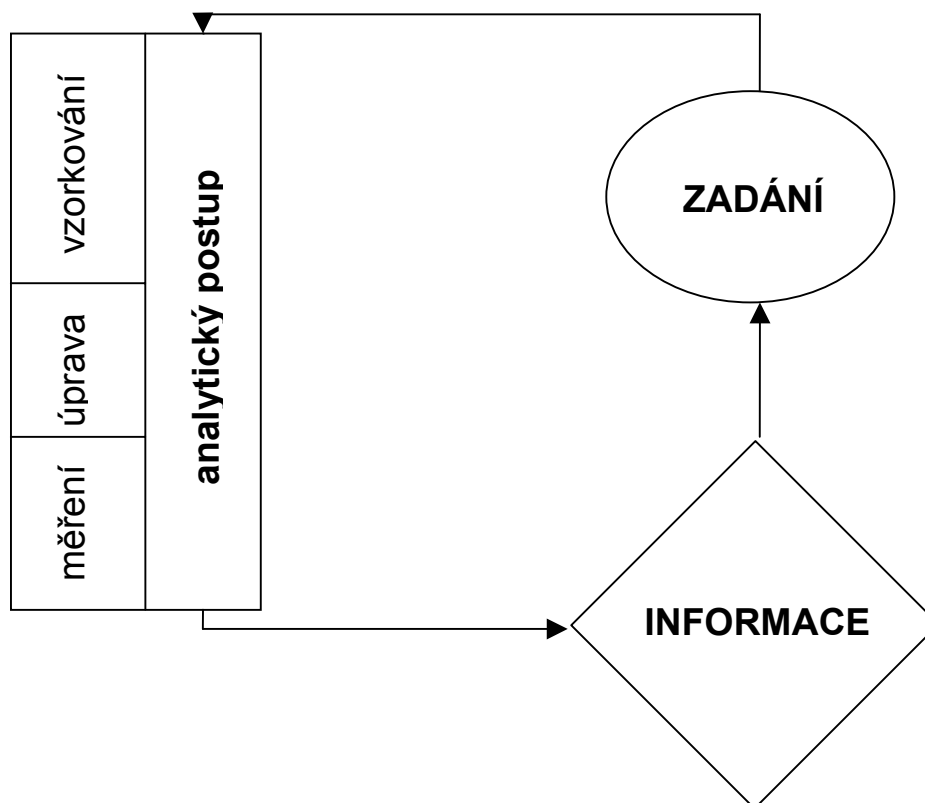 vzorkování
úprava
měření
analytický postup
ZADÁNÍ
INFORMACE